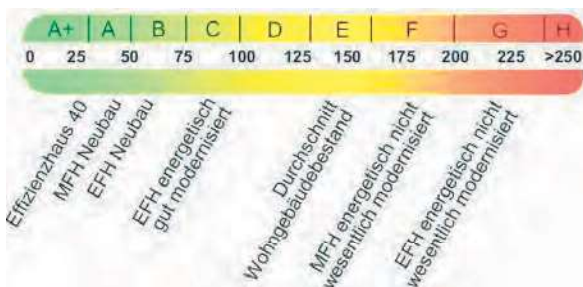 A+ A B C D E F G H
0 25 50 75 100 125 150 175 200 225 >250
Effizienzhaus 40
MFH Neubau
EFH Neubau
EFH energetisch
gut modernisiert
Durchschnitt
Wohngebäudebestand
MFH energetisch nicht
wesentlich modernisiert
EFH energetisch nicht
wesentlich modernisiert